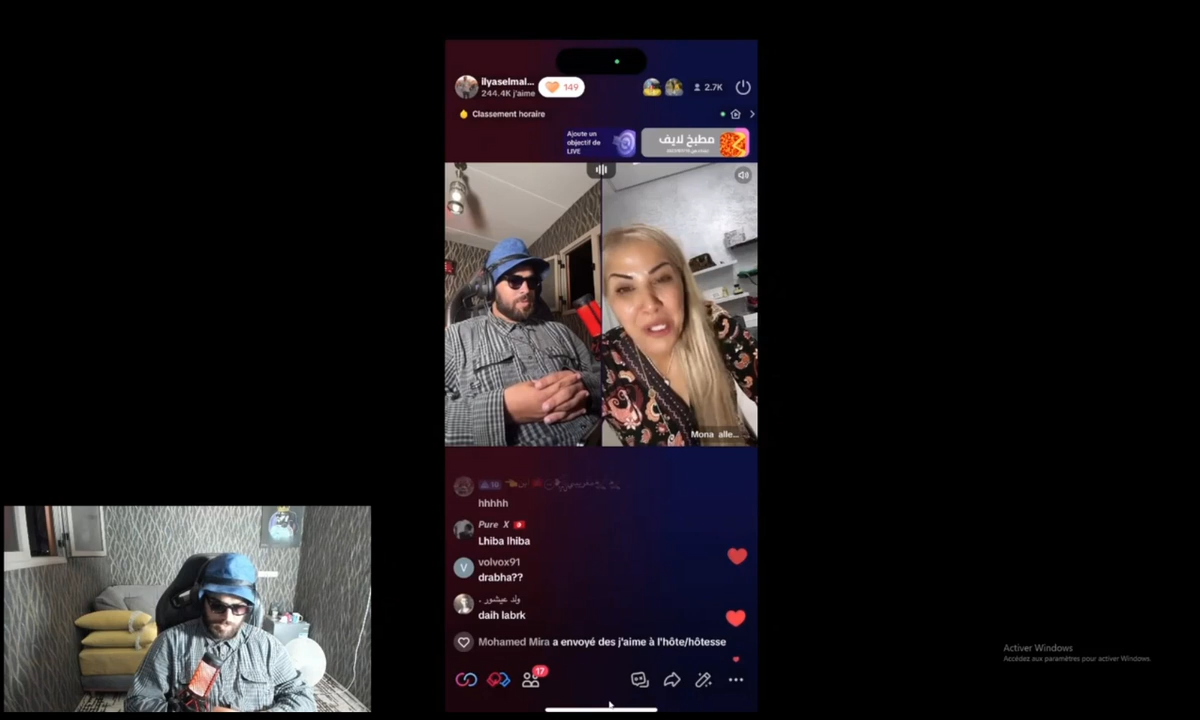 ilyaselmal...
244.4K j'aime
149
2.7K
Classement horaire
Ajoute un
objectif de
LIVE
مطبخ لايف
Mona alle...
10
hhhhh
Pure X
Lhiba lhiba
V
volvox91
drabha??
ولد عيشور .
daih labrk
Mohamed Mira a envoyé des j'aime à l'hôte/hôtesse
17
Activer Windows
Accédez aux paramètres pour activer Windows.